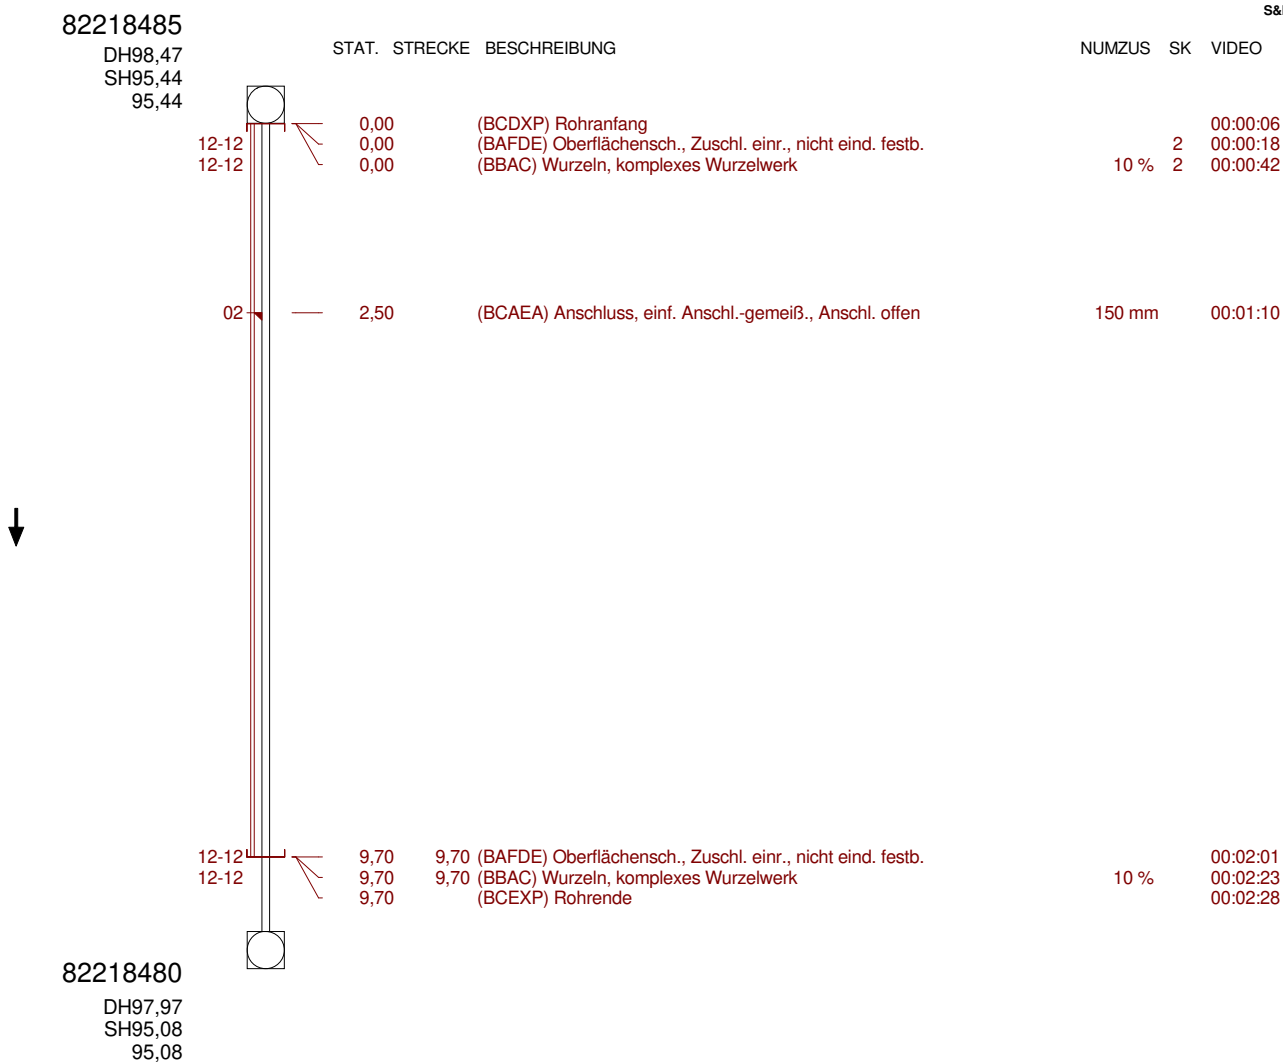 S&
82218485
DH98,47
SH95,44
95,44
STAT. STRECKE BESCHREIBUNG NUMZUS SK VIDEO
0,00 (BCDXP) Rohranfang 00:00:06
12-12 0,00 (BAFDE) Oberflächensch., Zuschl. einr., nicht eind. festb. 2 00:00:18
12-12 0,00 (BBAC) Wurzeln, komplexes Wurzelwerk 10 % 2 00:00:42
02 2,50 (BCAEA) Anschluss, einf. Anschl.-gemeiß., Anschl. offen 150 mm 00:01:10
12-12 9,70 9,70 (BAFDE) Oberflächensch., Zuschl. einr., nicht eind. festb. 00:02:01
12-12 9,70 9,70 (BBAC) Wurzeln, komplexes Wurzelwerk 10 % 00:02:23
9,70 (BCEXP) Rohrende 00:02:28
82218480
DH97,97
SH95,08
95,08